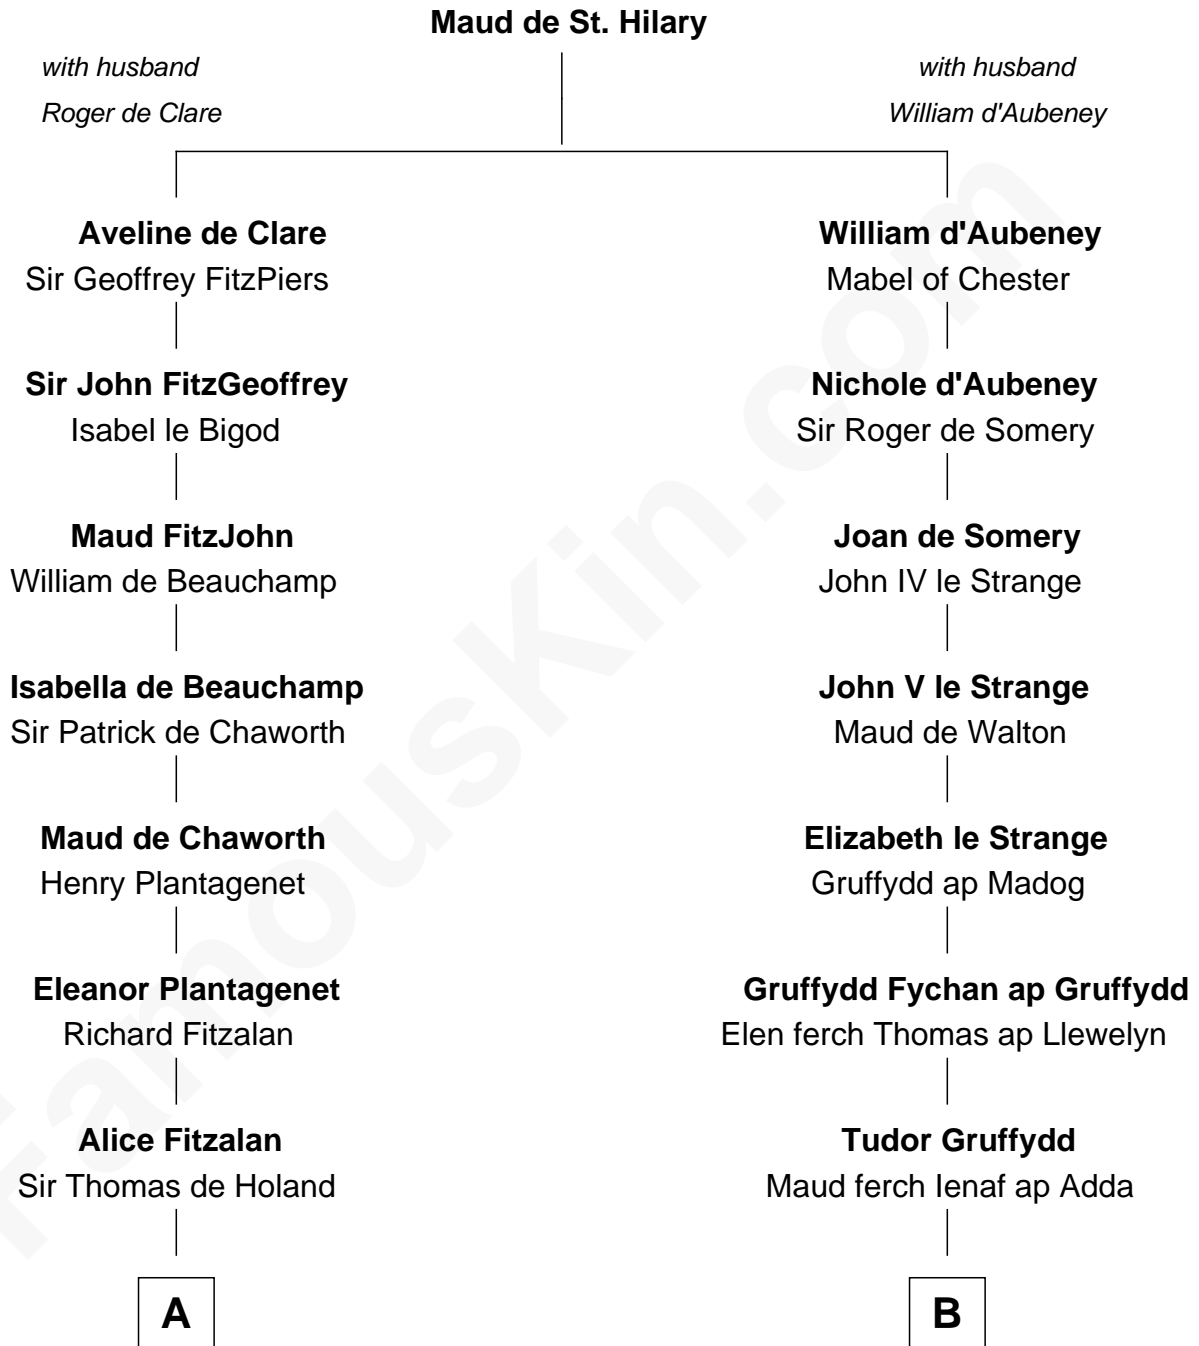 Maud de St. Hilary
with husband
Roger de Clare
with husband
William d'Aubeney
Aveline de Clare
Sir Geoffrey FitzPiers
William d'Aubeney
Mabel of Chester
Sir John FitzGeoffrey
Isabel le Bigod
Nichole d'Aubeney
Sir Roger de Somery
Maud FitzJohn
William de Beauchamp
Joan de Somery
John IV le Strange
Isabella de Beauchamp
Sir Patrick de Chaworth
John V le Strange
Maud de Walton
Maud de Chaworth
Henry Plantagenet
Elizabeth le Strange
Gruffydd ap Madog
Eleanor Plantagenet
Richard Fitzalan
Gruffydd Fychan ap Gruffydd
Elen ferch Thomas ap Llewelyn
Alice Fitzalan
Sir Thomas de Holand
Tudor Gruffydd
Maud ferch Ienaf ap Adda
A
B
FamousKin.com